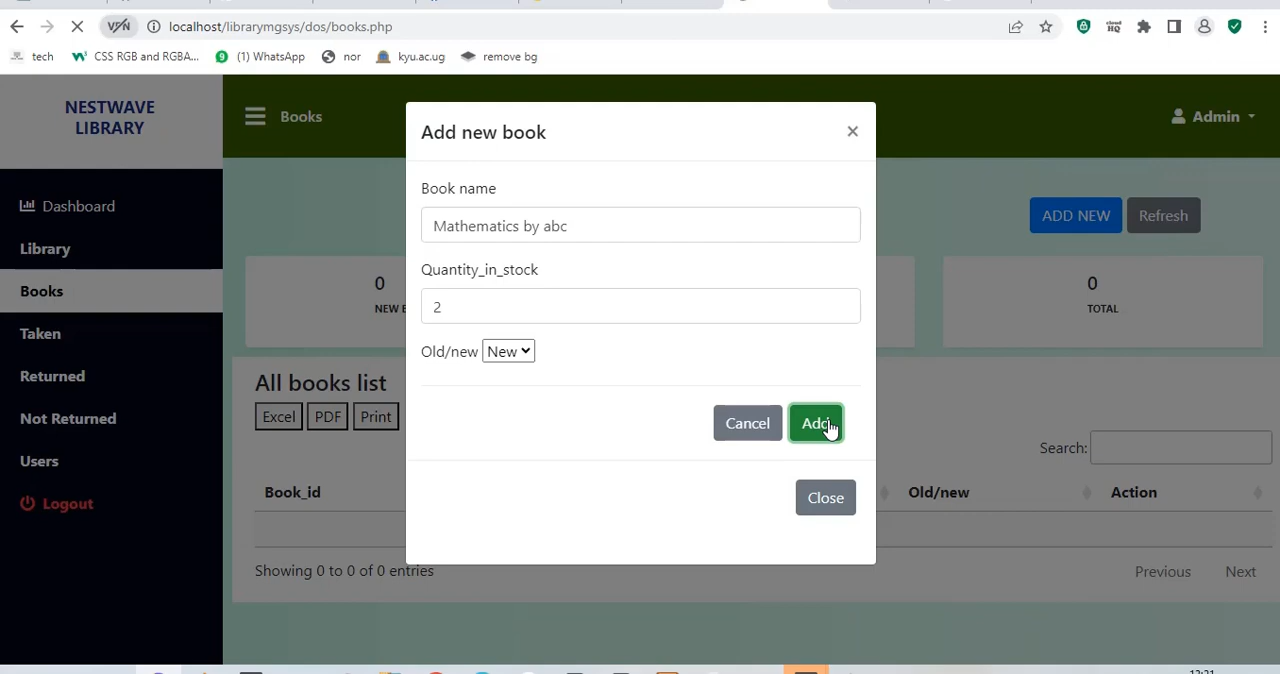 localhost/librarymgsys/dos/books.php
tech
CSS RGB and RGBA...
(1) WhatsApp
nor
kyu.ac.ug
remove bg
NESTWAVE
LIBRARY
Books
Admin
Dashboard
Library
Books
Taken
Returned
Not Returned
Users
Logout
ADD NEW
Refresh
0
NEW
0
TOTAL
All books list
Excel
PDF
Print
Search:
Book_id
Old/new
Action
Showing 0 to 0 of 0 entries
Previous
Next
Add new book
×
Book name
Mathematics by abc
Quantity_in_stock
2
Old/new New
Cancel
Add
Close